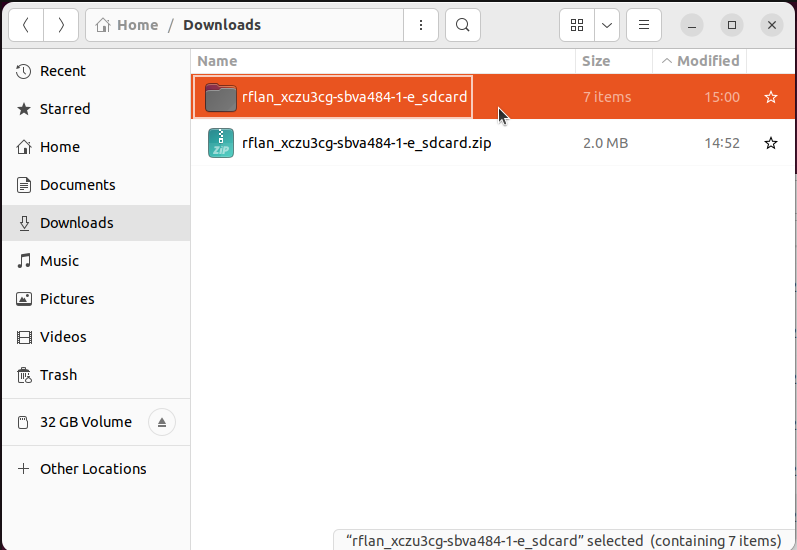 Home / Downloads
Name Size Modified
Recent
Starred
Home
Documents
Downloads
Music
Pictures
Videos
Trash
32 GB Volume
Other Locations
rflan_xczu3cg-sbva484-1-e_sdcard 7 items 15:00
ZIP rflan_xczu3cg-sbva484-1-e_sdcard.zip 2.0 MB 14:52
“rflan_xczu3cg-sbva484-1-e_sdcard” selected (containing 7 items)